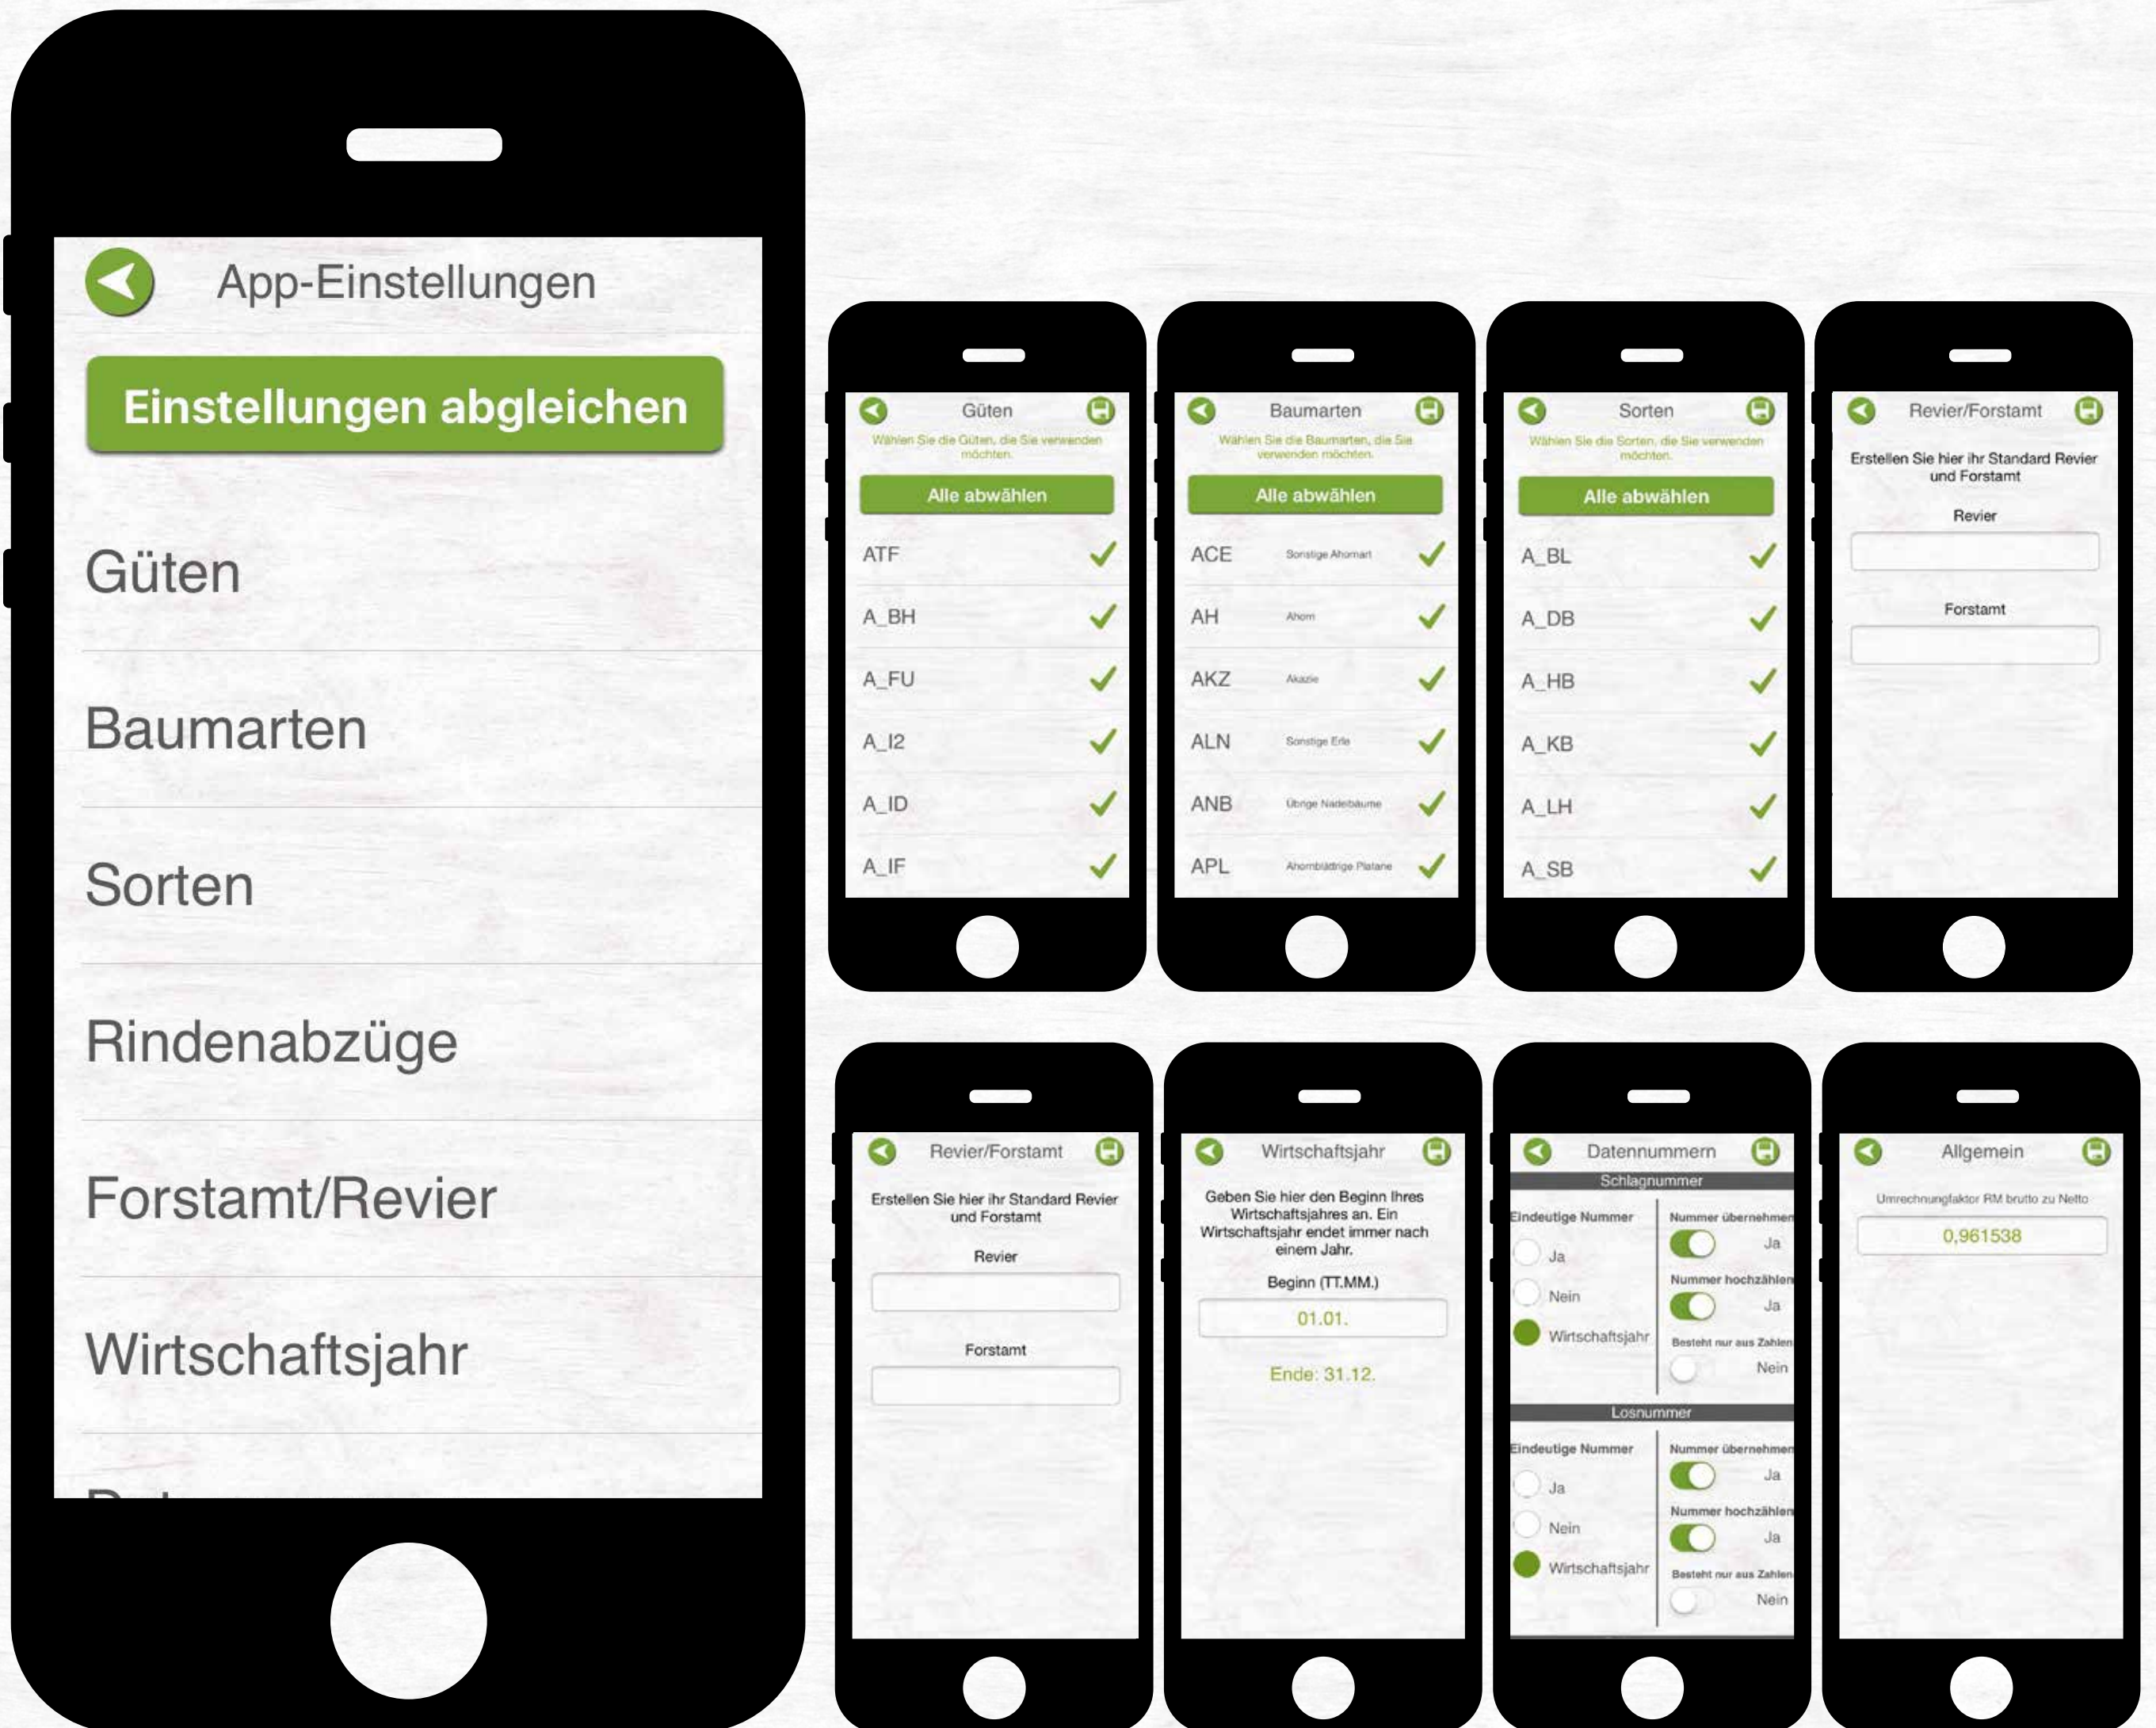 App-Einstellungen
Einstellungen abgleichen
Güten
Baumarten
Sorten
Rindenabzüge
Forstamt/Revier
Wirtschaftsjahr
Güten
Wählen Sie die Güten, die Sie verwenden
möchten.
Alle abwählen
ATF
A_BH
A_FU
A_I2
A_ID
A_IF
Baumarten
Wählen Sie die Baumarten, die Sie
verwenden möchten.
Alle abwählen
ACE Sonstige Ahornart
AH Ahorn
AKZ Akazie
ALN Sonstige Erle
ANB Übrige Nadelbäume
APL Ahornblättrige Platane
Sorten
Wählen Sie die Sorten, die Sie verwenden
möchten.
Alle abwählen
A_BL
A_DB
A_HB
A_KB
A_LH
A_SB
Revier/Forstamt
Erstellen Sie hier ihr Standard Revier
und Forstamt
Revier
Forstamt
Revier/Forstamt
Erstellen Sie hier ihr Standard Revier
und Forstamt
Revier
Forstamt
Wirtschaftsjahr
Geben Sie hier den Beginn Ihres
Wirtschaftsjahres an. Ein
Wirtschaftsjahr endet immer nach
einem Jahr.
Beginn (TT.MM.)
01.01.
Ende: 31.12.
Datennummern
Schlagnummer
Eindeutige Nummer
Ja
Nein
Wirtschaftsjahr
Nummer übernehmen
Ja
Nummer hochzählen
Ja
Besteht nur aus Zahlen
Nein
Losnummer
Eindeutige Nummer
Ja
Nein
Wirtschaftsjahr
Nummer übernehmen
Ja
Nummer hochzählen
Ja
Besteht nur aus Zahlen
Nein
Allgemein
Umrechnungfaktor RM brutto zu Netto
0,961538